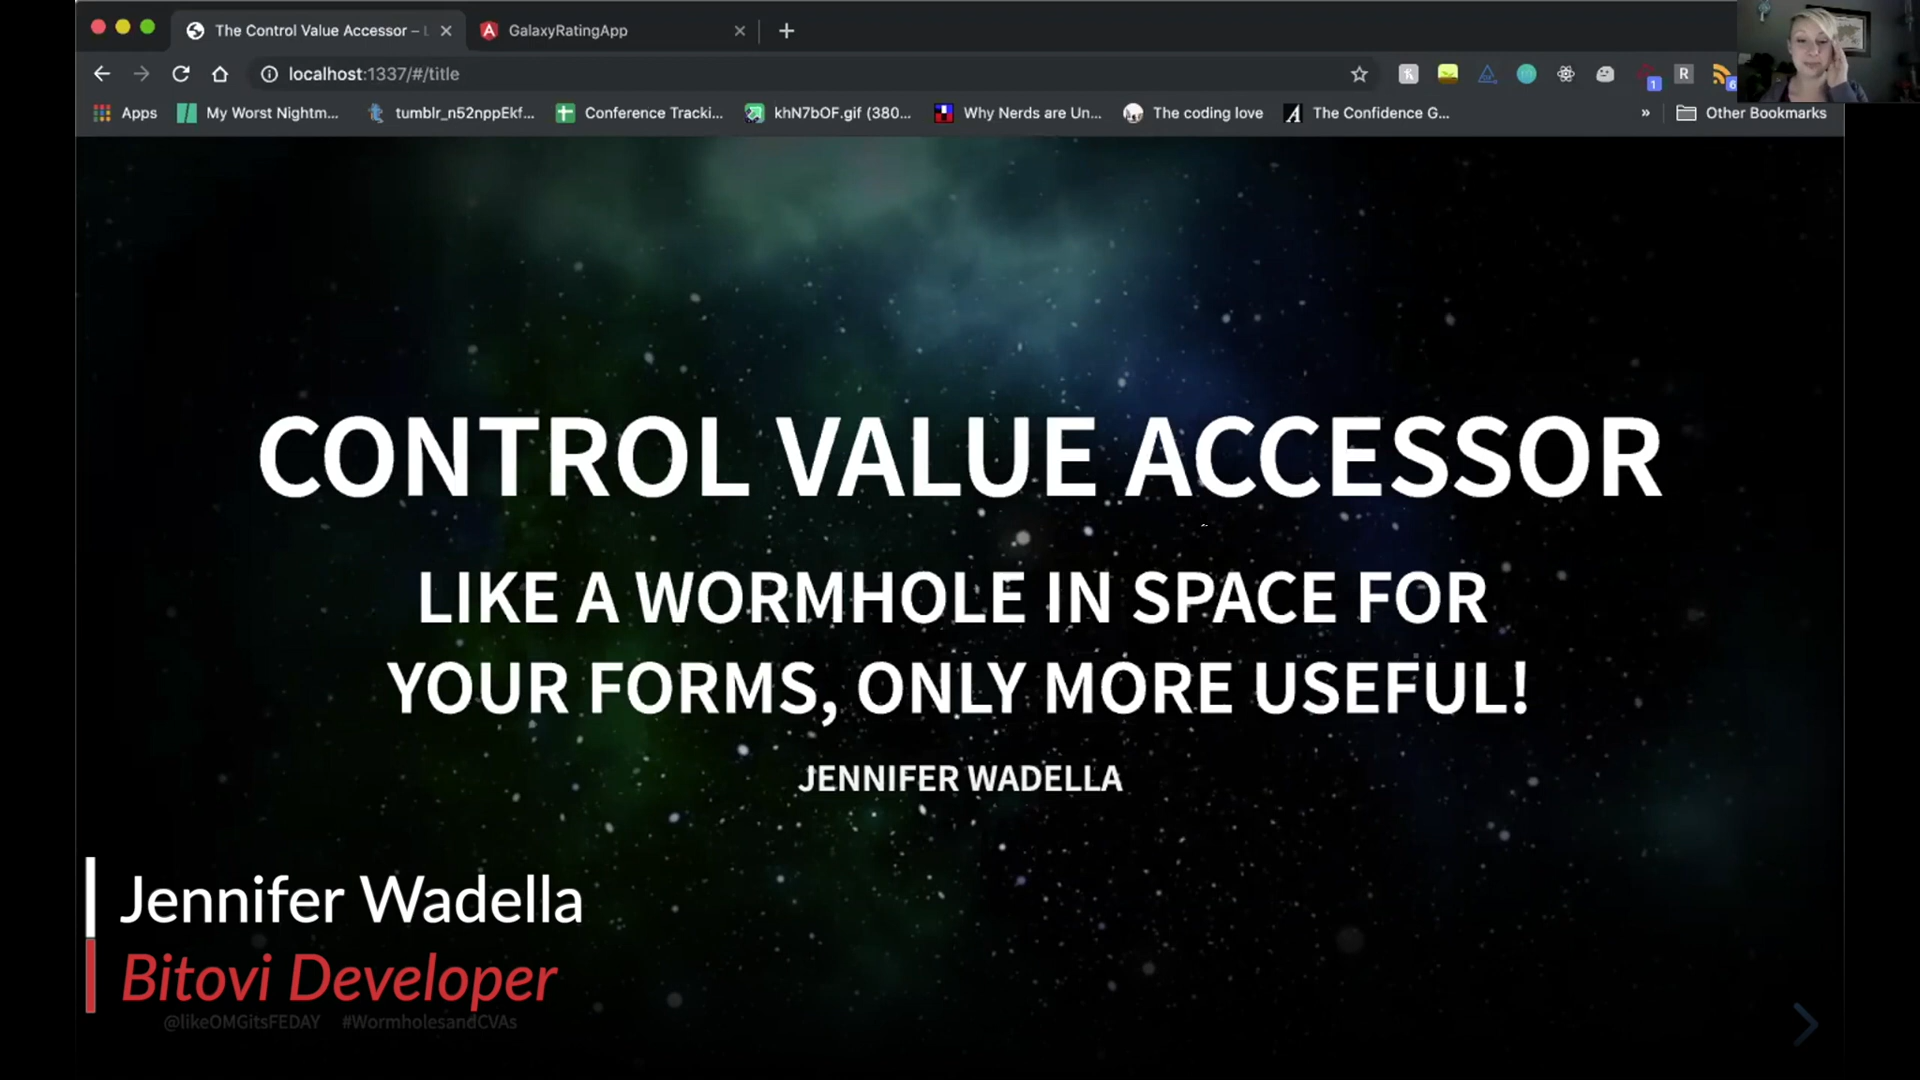 The Control Value Accessor – L
GalaxyRatingApp
localhost:1337/#/title
R
1
6
Apps
My Worst Nightm...
tumblr_n52nppEkf...
Conference Tracki...
khN7bOF.gif (380...
Why Nerds are Un...
The coding love
The Confidence G...
»
Other Bookmarks
CONTROL VALUE ACCESSOR
LIKE A WORMHOLE IN SPACE FOR
YOUR FORMS, ONLY MORE USEFUL!
JENNIFER WADELLA
Jennifer Wadella
Bitovi Developer
@likeOMGitsFEDAY #WormholesandCVAs